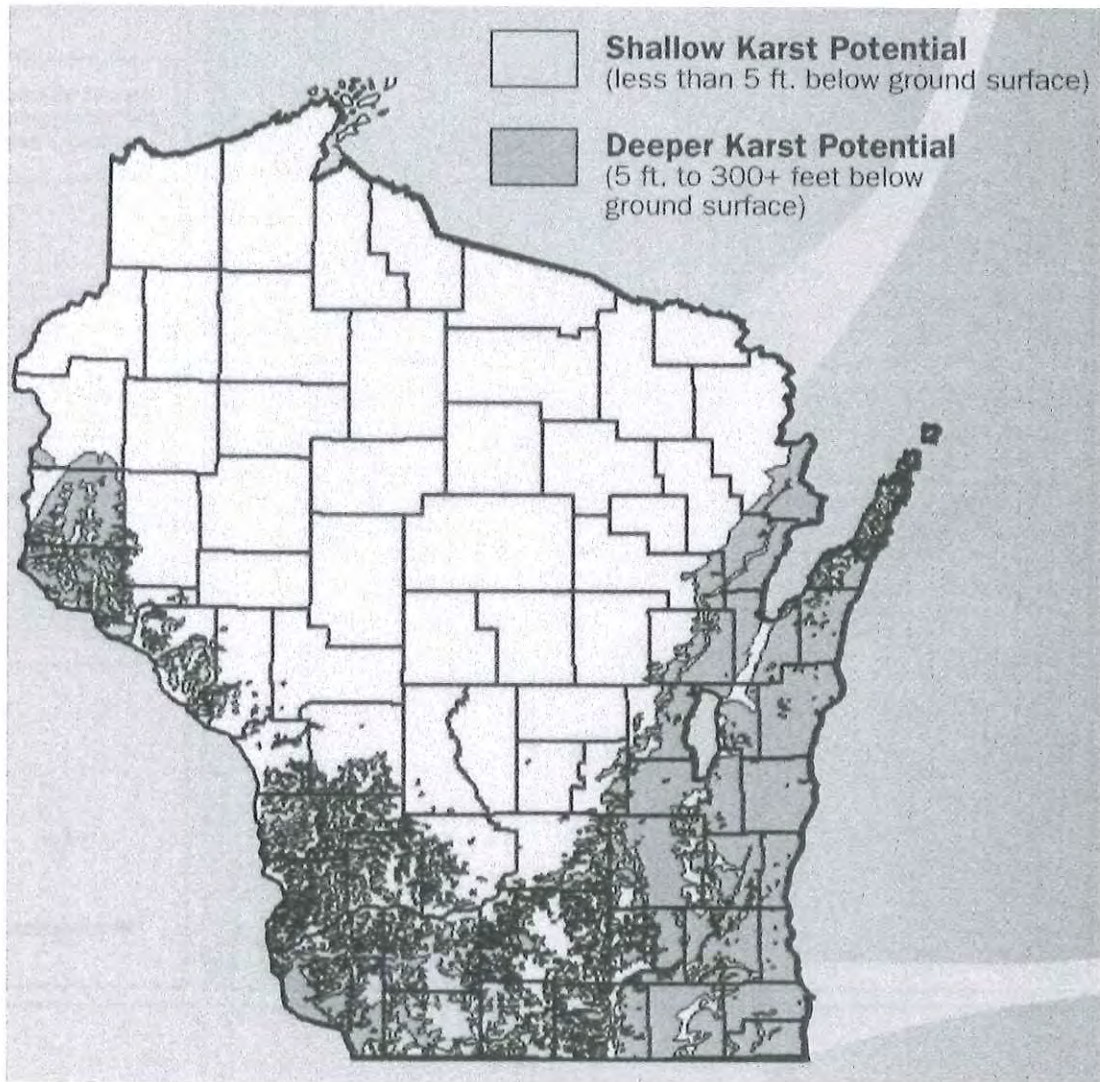 Shallow Karst Potential
(less than 5 ft. below ground surface)
Deeper Karst Potential
(5 ft. to 300+ feet below
ground surface)